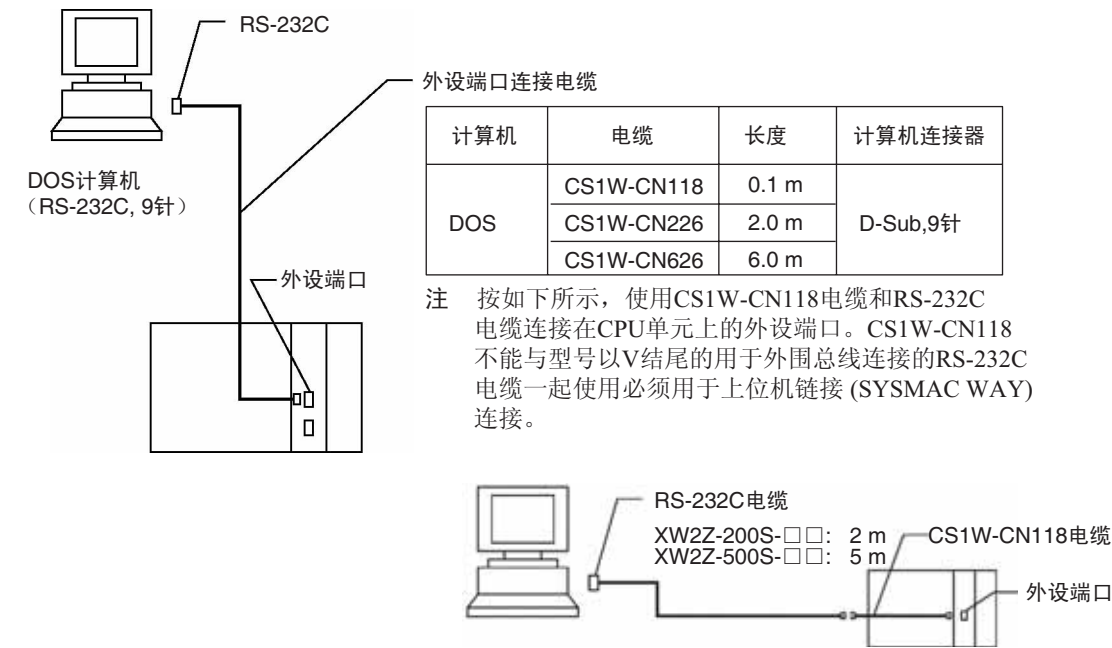 RS-232C
外设端口连接电缆
计算机 电缆 长度 计算机连接器
DOS CS1W-CN118 0.1 m D-Sub,9针
CS1W-CN226 2.0 m
CS1W-CN626 6.0 m
DOS计算机
（RS-232C, 9针）
外设端口
注 按如下所示，使用CS1W-CN118电缆和RS-232C
电缆连接在CPU单元上的外设端口。CS1W-CN118
不能与型号以V结尾的用于外围总线连接的RS-232C
电缆一起使用必须用于上位机链接 (SYSMAC WAY)
连接。
RS-232C电缆
XW2Z-200S-□□: 2 m
XW2Z-500S-□□: 5 m
CS1W-CN118电缆
外设端口